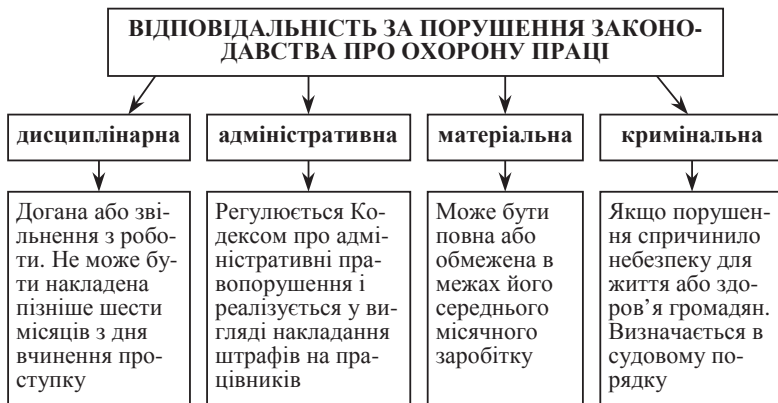 ВІДПОВІДАЛЬНІСТЬ ЗА ПОРУШЕННЯ ЗАКОНО-
ДАВСТВА ПРО ОХОРОНУ ПРАЦІ
дисциплінарна
адміністративна
матеріальна
кримінальна
Догана або зві-
льнення з робо-
ти. Не може бу-
ти накладена
пізніше шести
місяців з дня
вчинення про-
ступку
Регулюється Ко-
дексом про адмі-
ністративні пра-
вопорушення і
реалізується у ви-
гляді накладання
штрафів на пра-
цівників
Може бути
повна або
обмежена в
межах його
середнього
місячного
заробітку
Якщо порушен-
ня спричинило
небезпеку для
життя або здо-
ров’я громадян.
Визначається в
судовому по-
рядку